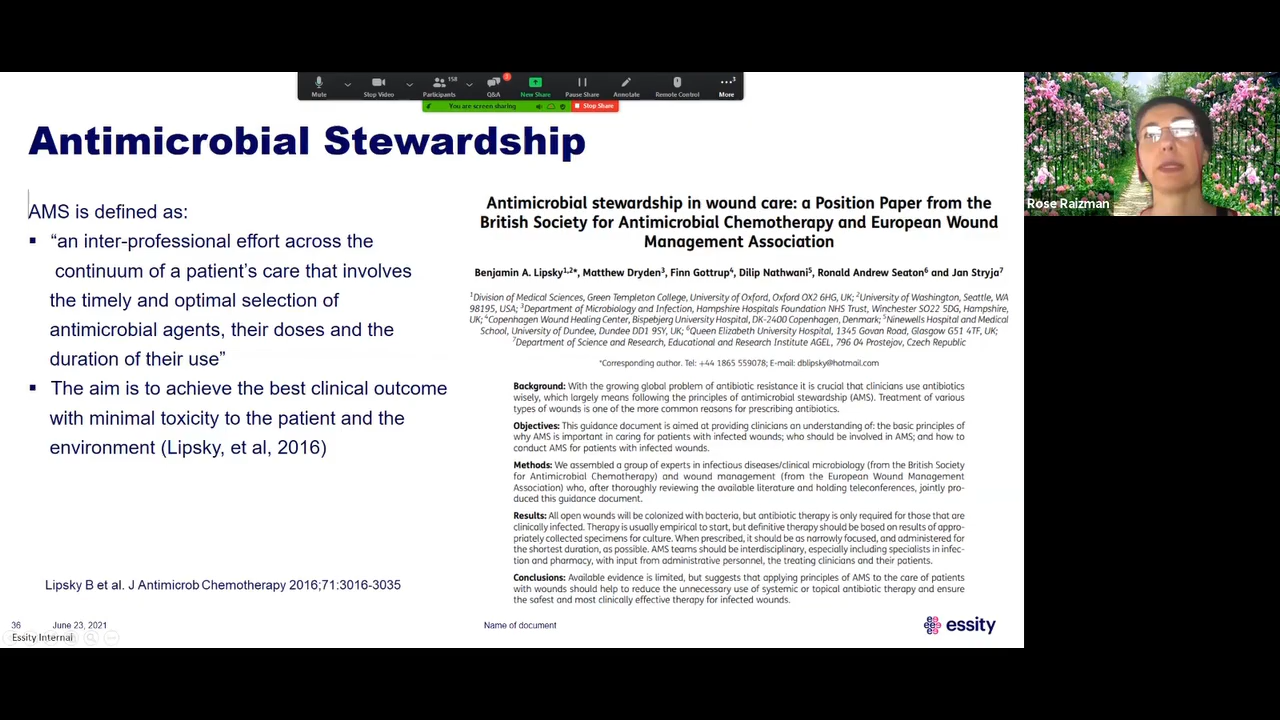 158
2
3
Mute
Stop Video
Participants
Q&A
New Share
Pause Share
Annotate
Remote Control
More
You are screen sharing
Stop Share
Antimicrobial Stewardship
AMS is defined as:
▪ “an inter-professional effort across the
continuum of a patient’s care that involves
the timely and optimal selection of
antimicrobial agents, their doses and the
duration of their use”
▪ The aim is to achieve the best clinical outcome
with minimal toxicity to the patient and the
environment (Lipsky, et al, 2016)
Lipsky B et al. J Antimicrob Chemotherapy 2016;71:3016-3035
Antimicrobial stewardship in wound care: a Position Paper from the
British Society for Antimicrobial Chemotherapy and European Wound
Management Association
Benjamin A. Lipsky1,2*, Matthew Dryden3, Finn Gottrup4, Dilip Nathwani5, Ronald Andrew Seaton6 and Jan Stryja7
1Division of Medical Sciences, Green Templeton College, University of Oxford, Oxford OX2 6HG, UK; 2University of Washington, Seattle, WA
98195, USA; 3Department of Microbiology and Infection, Hampshire Hospitals Foundation NHS Trust, Winchester SO22 5DG, Hampshire,
UK; 4Copenhagen Wound Healing Center, Bispebjerg University Hospital, DK-2400 Copenhagen, Denmark; 5Ninewells Hospital and Medical
School, University of Dundee, Dundee DD1 9SY, UK; 6Queen Elizabeth University Hospital, 1345 Govan Road, Glasgow G51 4TF, UK;
7Department of Science and Research, Educational and Research Institute AGEL, 796 04 Prostejov, Czech Republic
*Corresponding author. Tel: +44 1865 559078; E-mail: dblipsky@hotmail.com
Background: With the growing global problem of antibiotic resistance it is crucial that clinicians use antibiotics
wisely, which largely means following the principles of antimicrobial stewardship (AMS). Treatment of various
types of wounds is one of the more common reasons for prescribing antibiotics.
Objectives: This guidance document is aimed at providing clinicians an understanding of: the basic principles of
why AMS is important in caring for patients with infected wounds; who should be involved in AMS; and how to
conduct AMS for patients with infected wounds.
Methods: We assembled a group of experts in infectious diseases/clinical microbiology (from the British Society
for Antimicrobial Chemotherapy) and wound management (from the European Wound Management
Association) who, after thoroughly reviewing the available literature and holding teleconferences, jointly pro-
duced this guidance document.
Results: All open wounds will be colonized with bacteria, but antibiotic therapy is only required for those that are
clinically infected. Therapy is usually empirical to start, but definitive therapy should be based on results of appro-
priately collected specimens for culture. When prescribed, it should be as narrowly focused, and administered for
the shortest duration, as possible. AMS teams should be interdisciplinary, especially including specialists in infec-
tion and pharmacy, with input from administrative personnel, the treating clinicians and their patients.
Conclusions: Available evidence is limited, but suggests that applying principles of AMS to the care of patients
with wounds should help to reduce the unnecessary use of systemic or topical antibiotic therapy and ensure
the safest and most clinically effective therapy for infected wounds.
36
June 23, 2021
Name of document
Essity Internal
essity
Rose Raizman